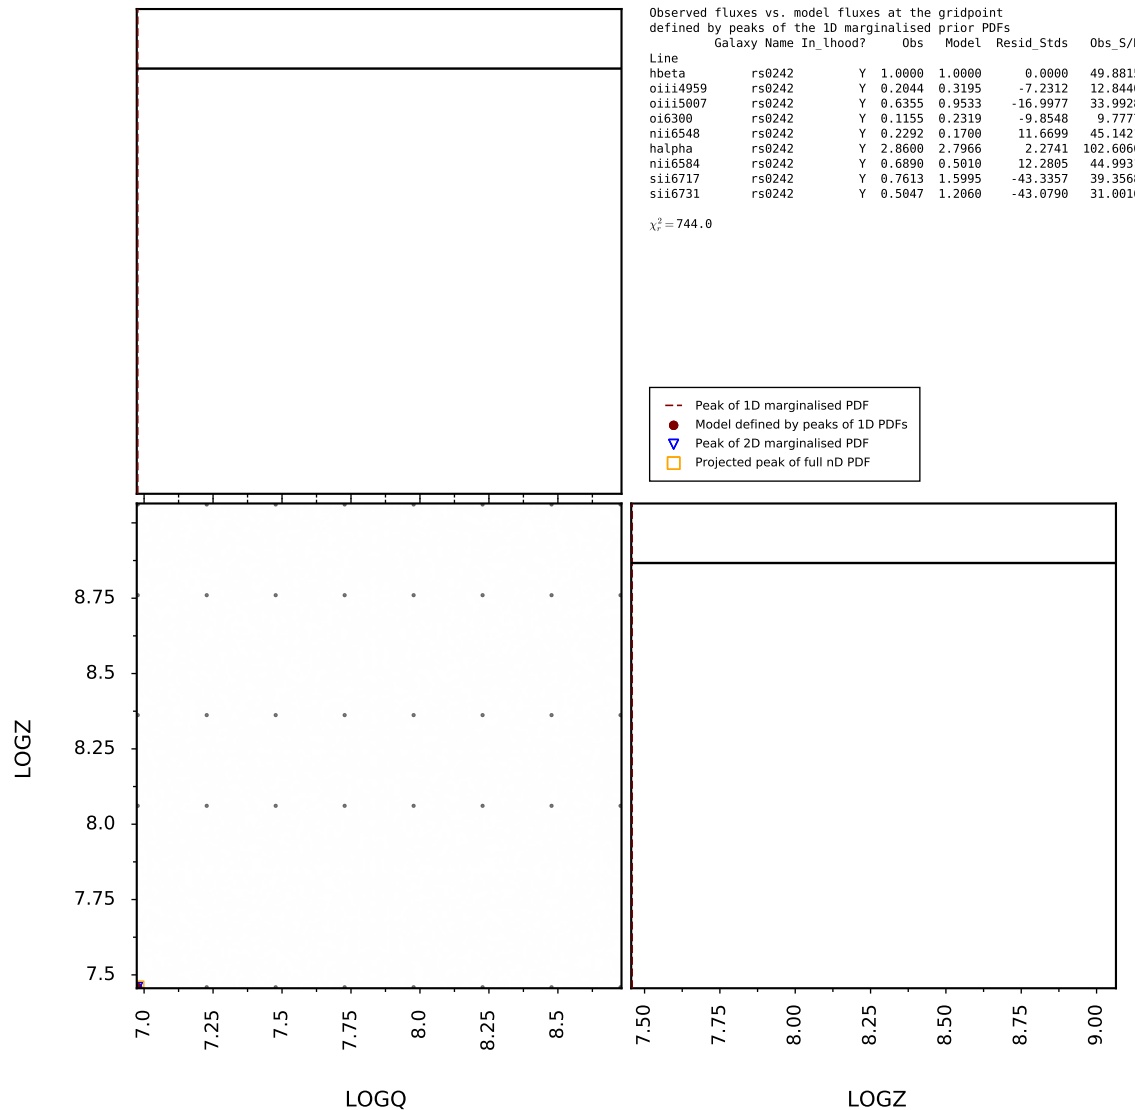 Observed fluxes vs. model fluxes at the gridpoint
defined by peaks of the 1D marginalised prior PDFs
Galaxy Name In_lhood? Obs Model Resid_Stds Obs_S/
Line
hbeta rs0242 Y 1.0000 1.0000 0.0000 49.881
oiii4959 rs0242 Y 0.2044 0.3195 -7.2312 12.844
oiii5007 rs0242 Y 0.6355 0.9533 -16.9977 33.992
oi6300 rs0242 Y 0.1155 0.2319 -9.8548 9.777
nii6548 rs0242 Y 0.2292 0.1700 11.6699 45.142
halpha rs0242 Y 2.8600 2.7966 2.2741 102.606
nii6584 rs0242 Y 0.6890 0.5010 12.2805 44.993
sii6717 rs0242 Y 0.7613 1.5995 -43.3357 39.356
sii6731 rs0242 Y 0.5047 1.2060 -43.0790 31.001
χ²ᵣ = 744.0
Peak of 1D marginalised PDF
Model defined by peaks of 1D PDFs
Peak of 2D marginalised PDF
Projected peak of full nD PDF
8.75
8.5
8.25
8.0
7.75
7.5
LOGZ
7.0 7.25 7.5 7.75 8.0 8.25 8.5
LOGQ
7.50 7.75 8.00 8.25 8.50 8.75 9.00
LOGZ